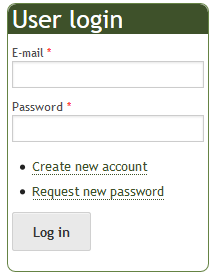 User login
E-mail *
Password *
Create new account
Request new password
Log in